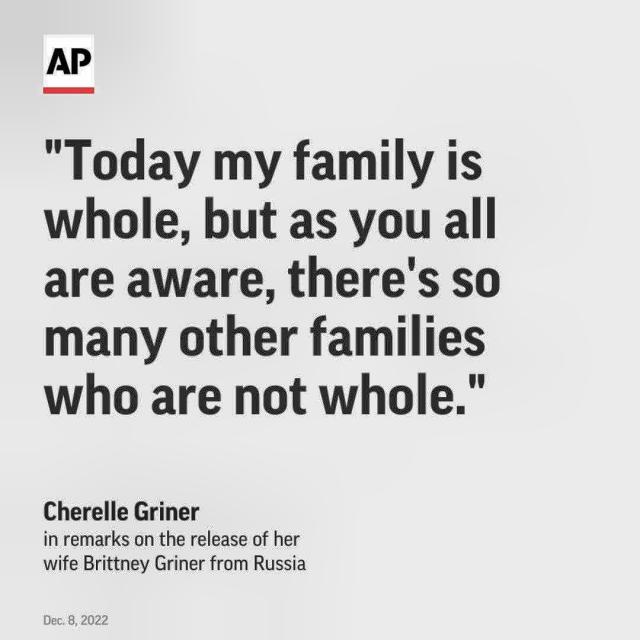 AP
"Today my family is
whole, but as you all
are aware, there's so
many other families
who are not whole."
Cherelle Griner
in remarks on the release of her
wife Brittney Griner from Russia
Dec. 8, 2022